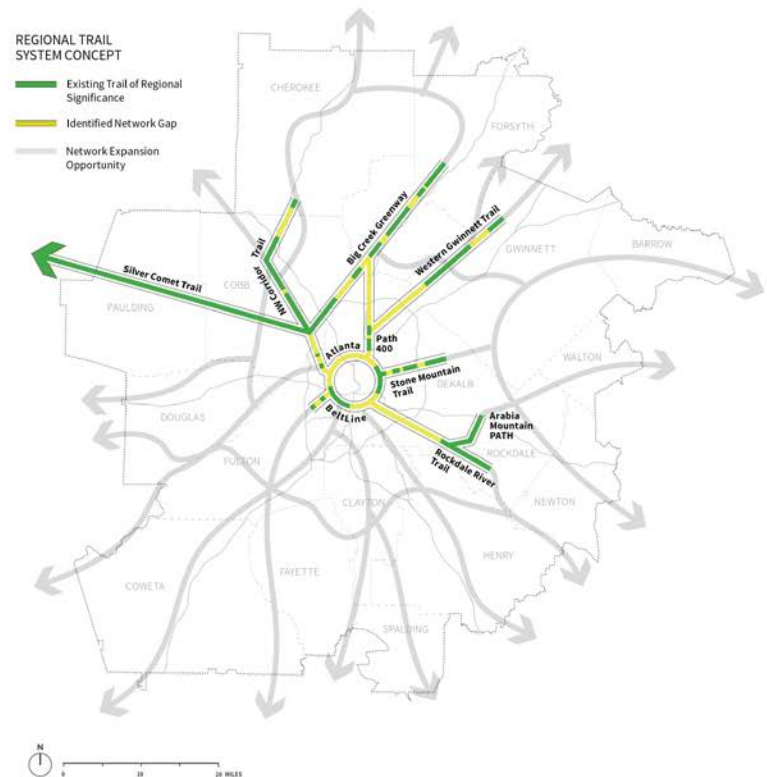 REGIONAL TRAIL
SYSTEM CONCEPT
Existing Trail of Regional
Significance
Identified Network Gap
Network Expansion
Opportunity
CHEROKEE
FORSYTH
Big Creek Greenway
Western Gwinnett Trail
GWINNETT
BARROW
NW Corridor Trail
Silver Comet Trail
COBB
PAULDING
Path
400
Atlanta
BeltLine
Stone Mountain
Trail
DEKALB
WALTON
DOUGLAS
Arabia
Mountain
PATH
ROCKDALE
Rockdale River
Trail
FULTON
CLAYTON
NEWTON
HENRY
FAYETTE
COWETA
SPALDING
N
0 10 20 MILES